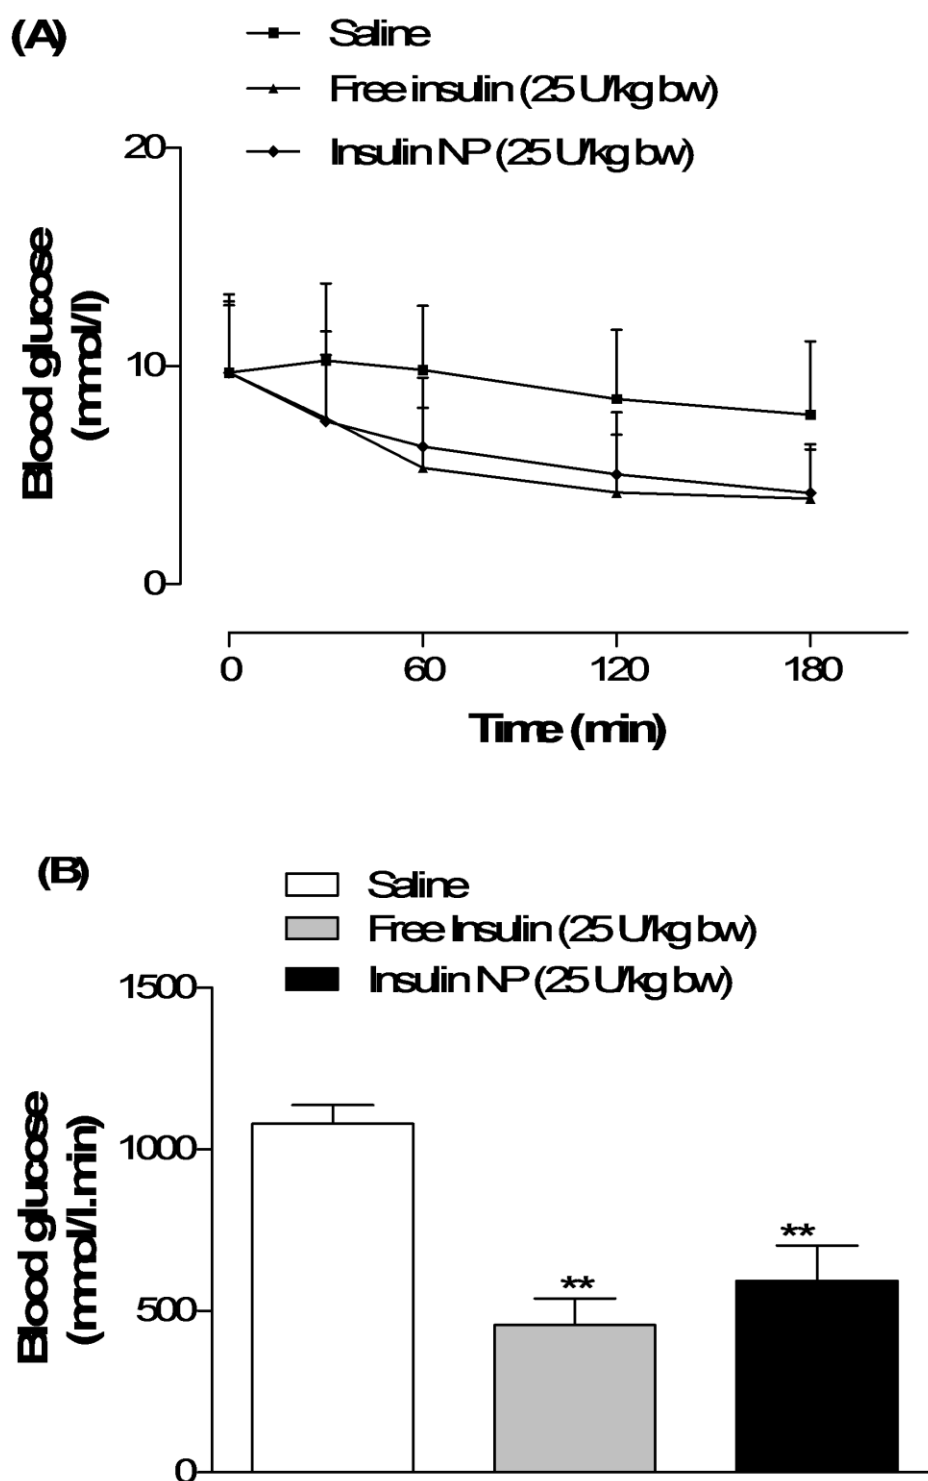 (A)
Saline
Free insulin (25 U/kg bw)
Insulin NP (25 U/kg bw)
20
10
0
Blood glucose
(mmol/l)
0 60 120 180
Time (min)
(B)
Saline
Free Insulin (25 U/kg bw)
Insulin NP (25 U/kg bw)
1500
1000
500
0
Blood glucose
(mmol/l.min)
**
**